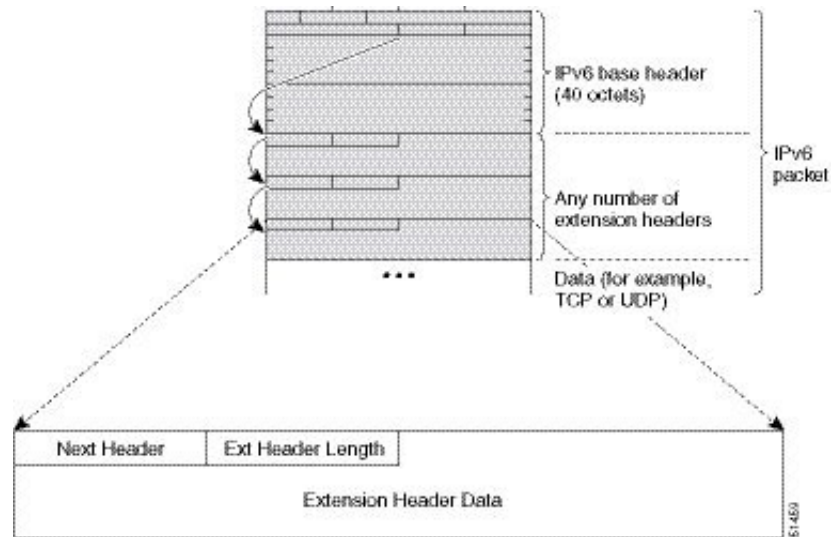 IPv6 base header
(40 octets)
IPv6
packet
Any number of
extension headers
Data (for example,
TCP or UDP)
Next Header
Ext Header Length
Extension Header Data
51459